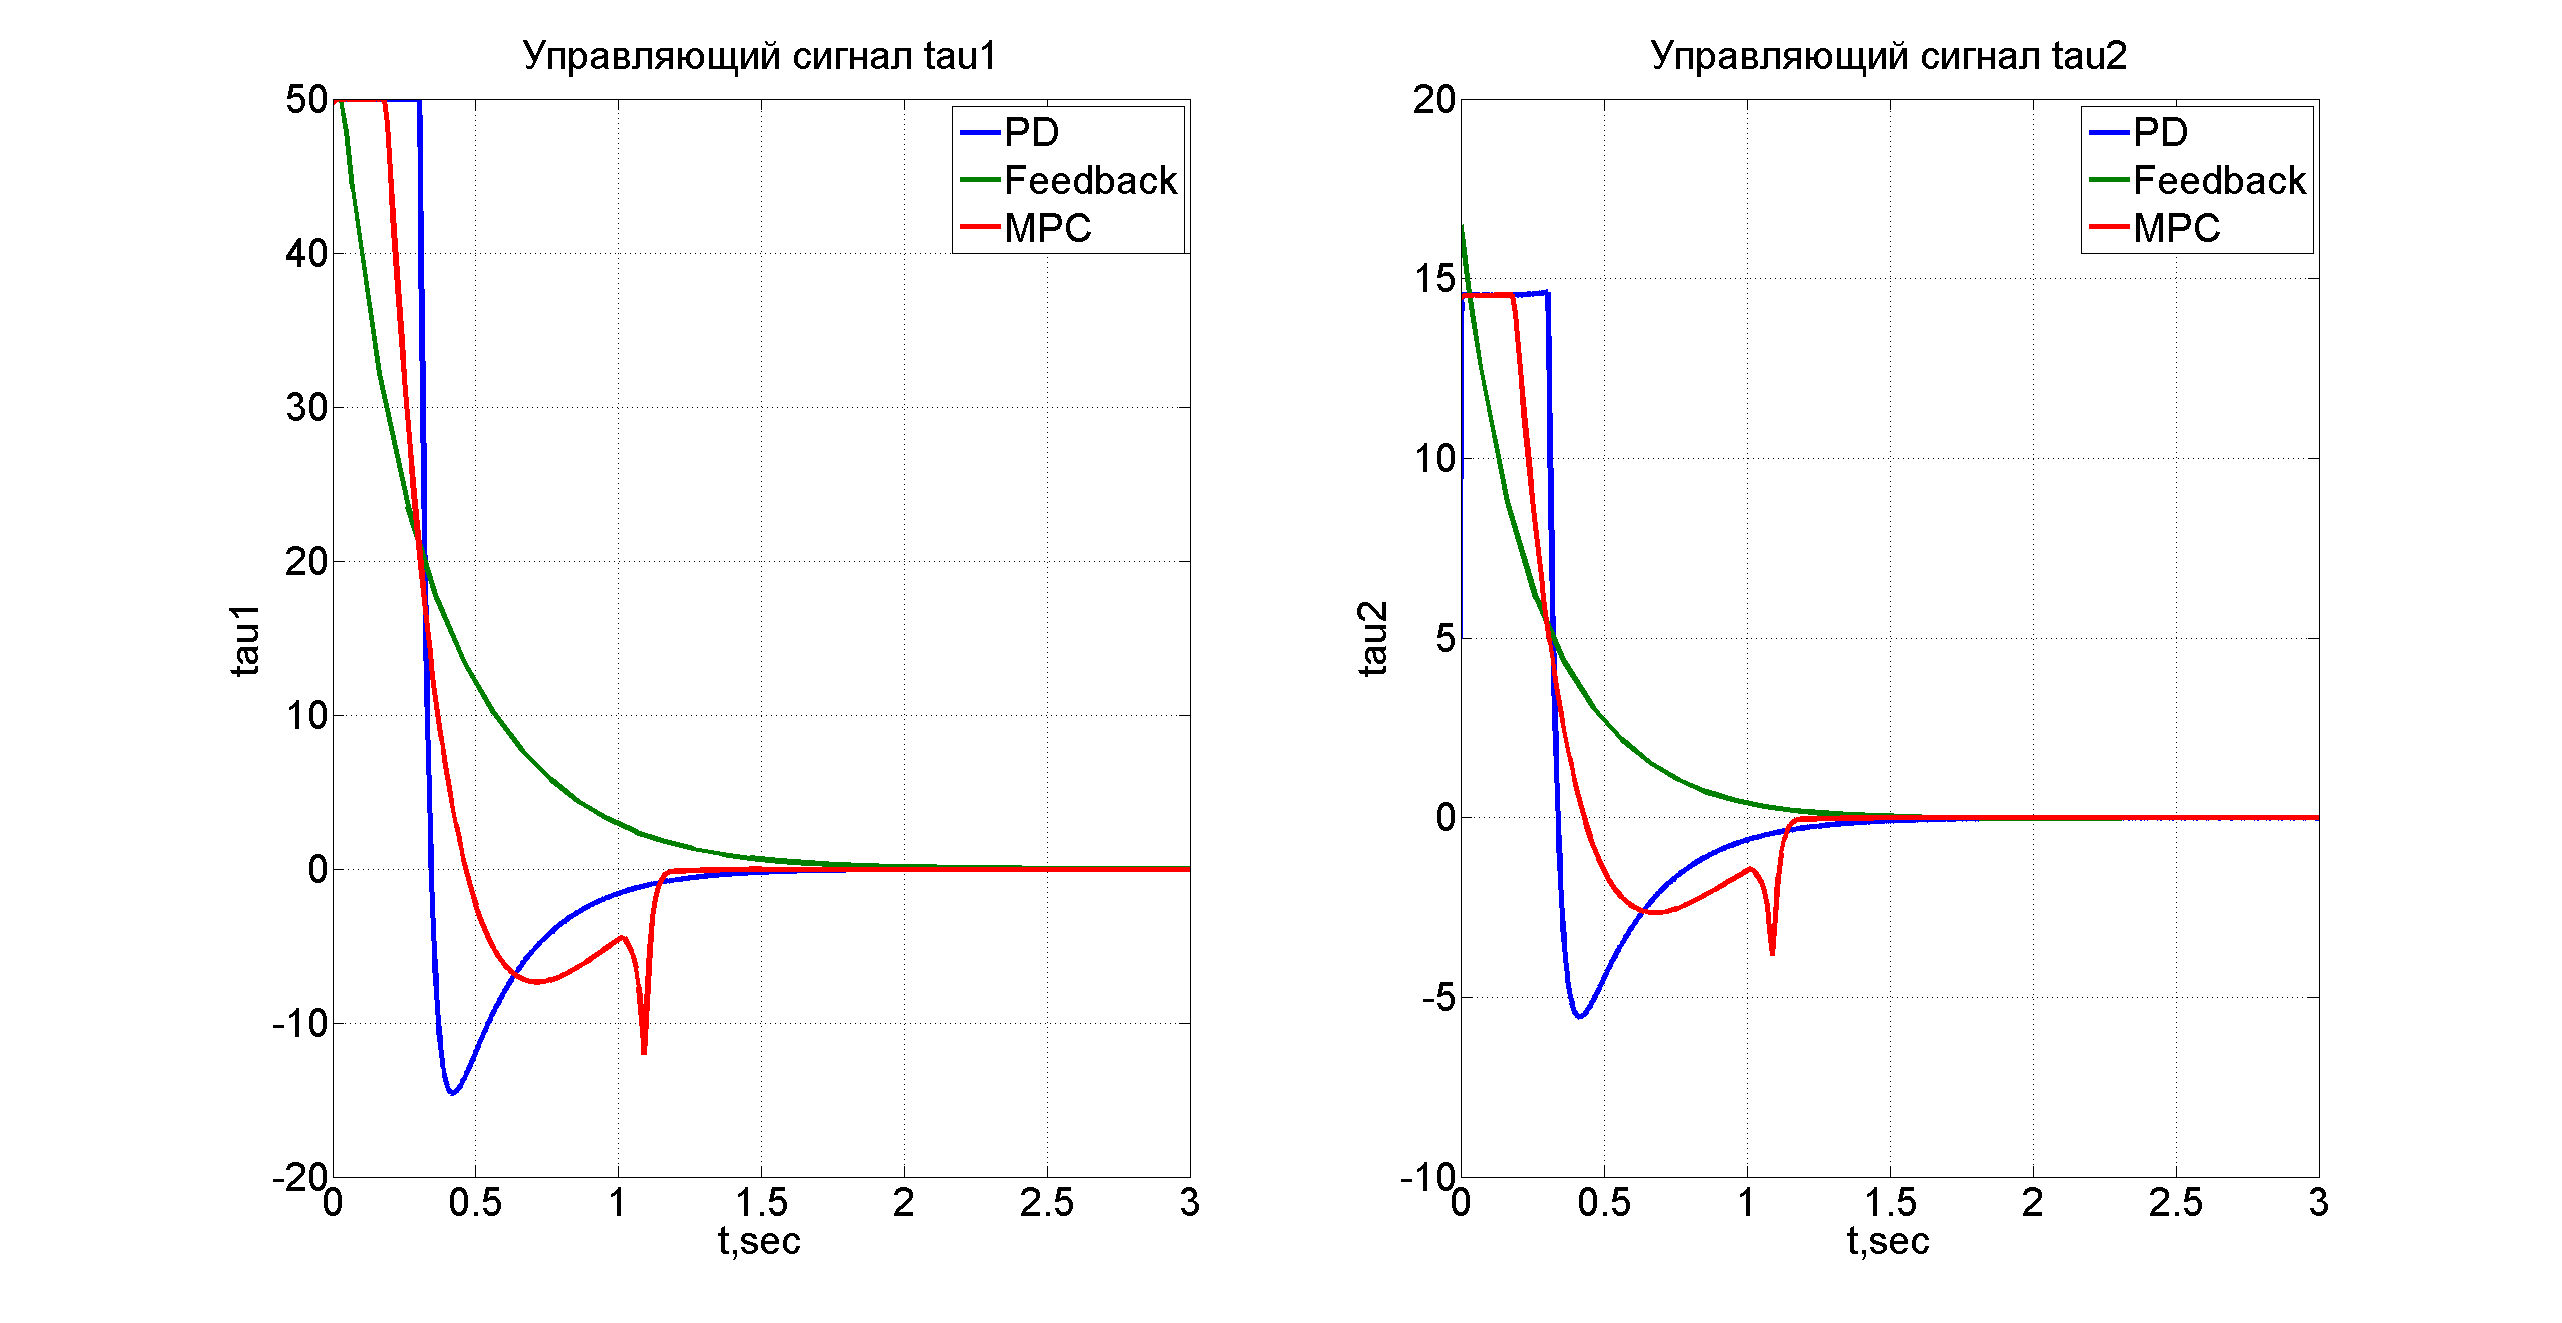 Управляющий сигнал tau1
50
40
30
20
10
0
-10
-20
tau1
0 0.5 1 1.5 2 2.5 3
t,sec
PD
Feedback
MPC
Управляющий сигнал tau2
20
15
10
5
0
-5
-10
tau2
0 0.5 1 1.5 2 2.5 3
t,sec
PD
Feedback
MPC